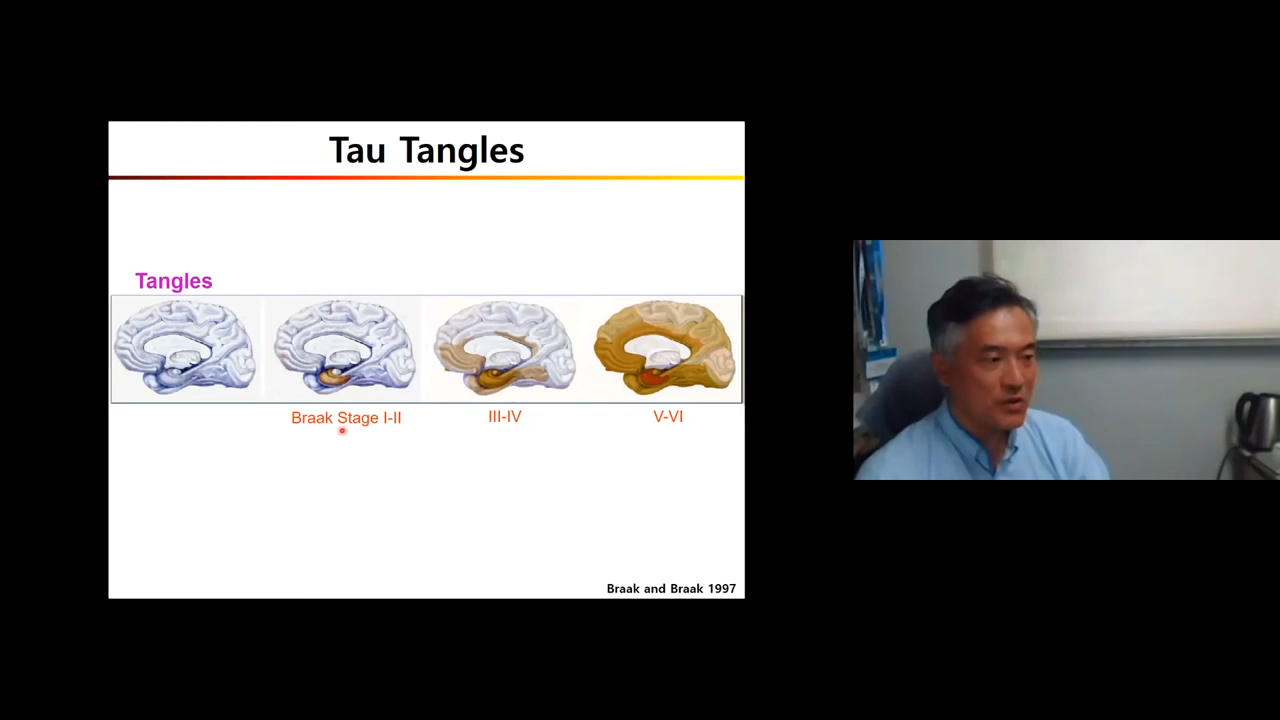 Tau Tangles
Tangles
Braak Stage I-II
III-IV
V-VI
Braak and Braak 1997